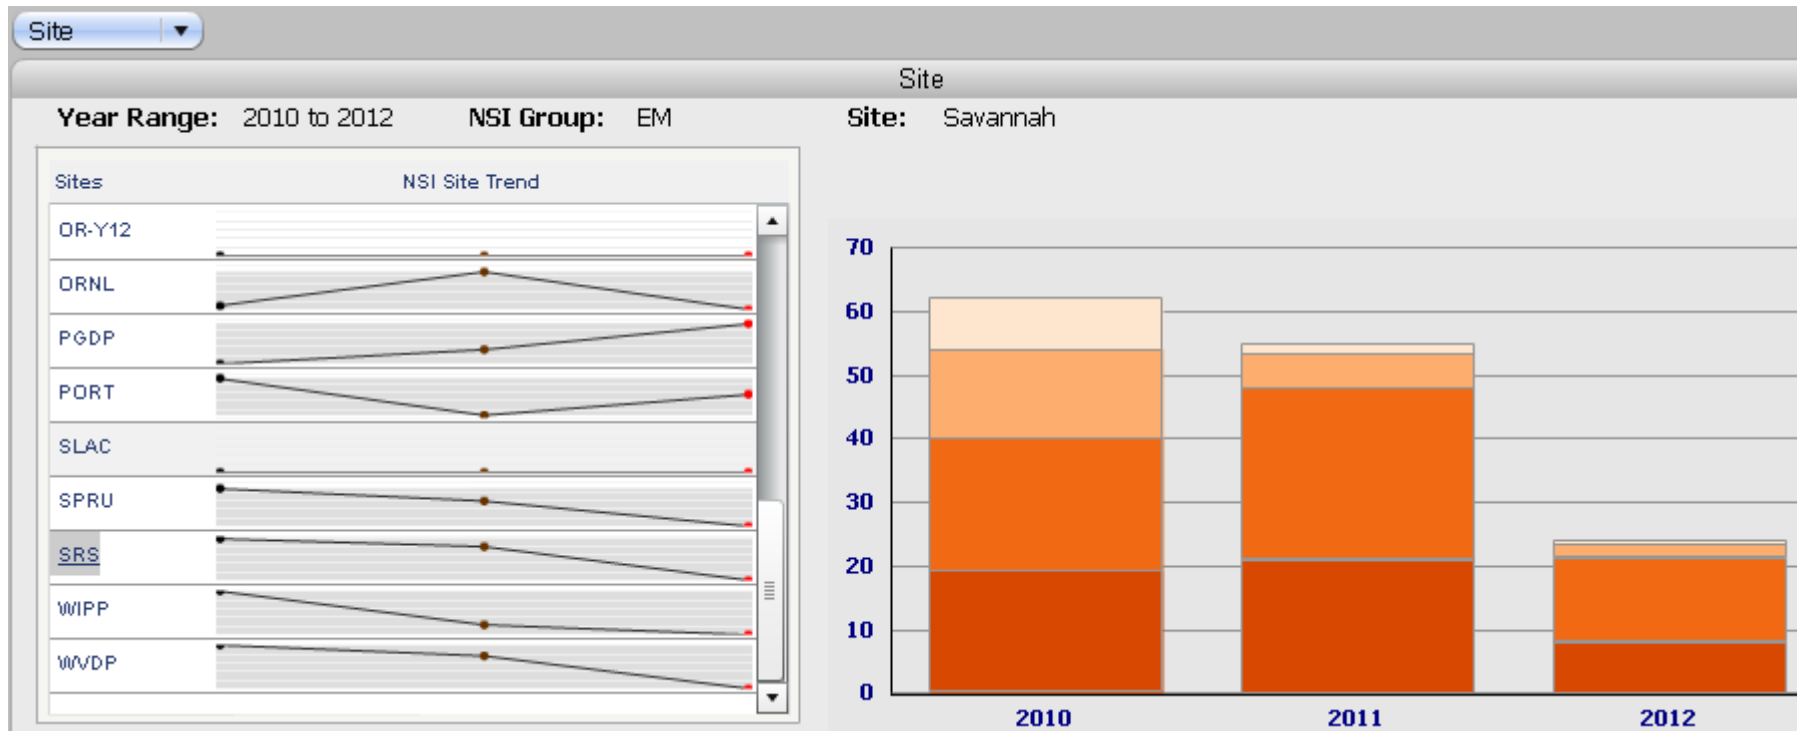 Site
Site
Year Range: 2010 to 2012 NSI Group: EM Site: Savannah
Sites NSI Site Trend
OR-Y12
ORNL
PGDP
PORT
SLAC
SPRU
SRS
WIPP
WVDP
70
60
50
40
30
20
10
0
2010 2011 2012